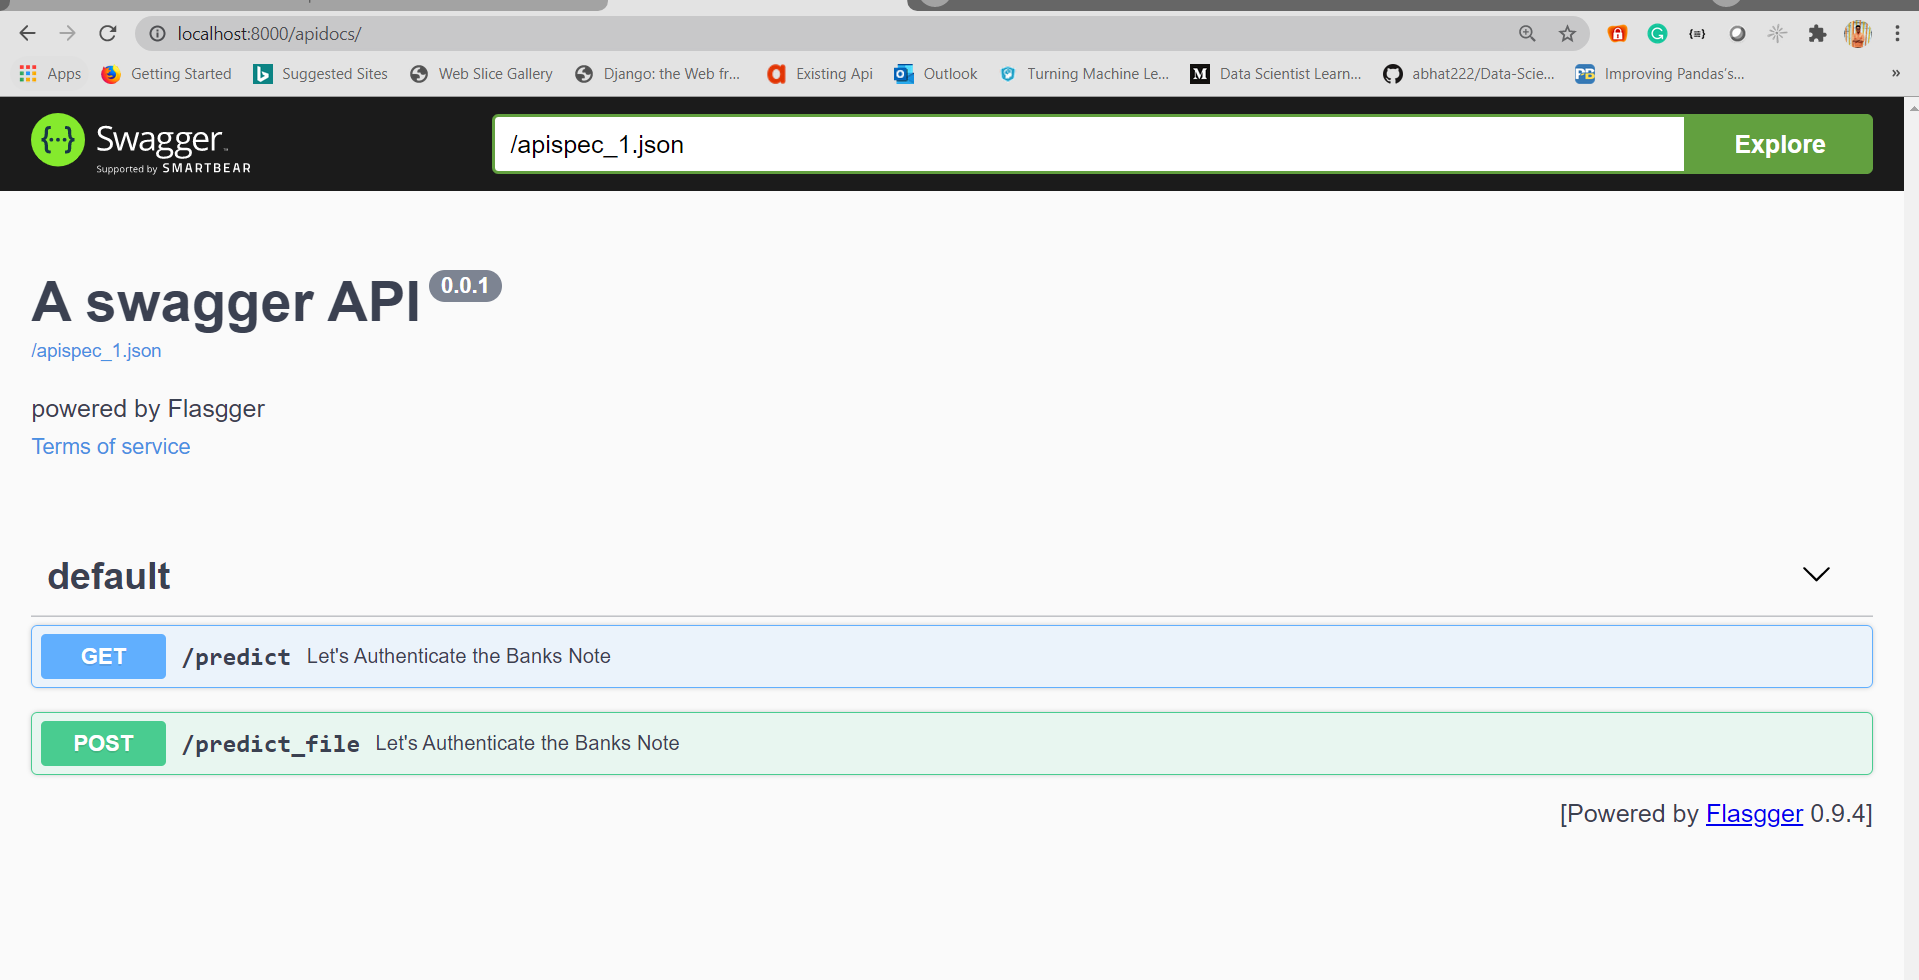 localhost:8000/apidocs/
Apps Getting Started Suggested Sites Web Slice Gallery Django: the Web fr... Existing Api Outlook Turning Machine Le... Data Scientist Learn... abhat222/Data-Scie... Improving Pandas's... »
Swagger
Supported by SMARTBEAR
/apispec_1.json Explore
A swagger API 0.0.1
/apispec_1.json
powered by Flasgger
Terms of service
default
GET /predict Let's Authenticate the Banks Note
POST /predict_file Let's Authenticate the Banks Note
[Powered by Flasgger 0.9.4]